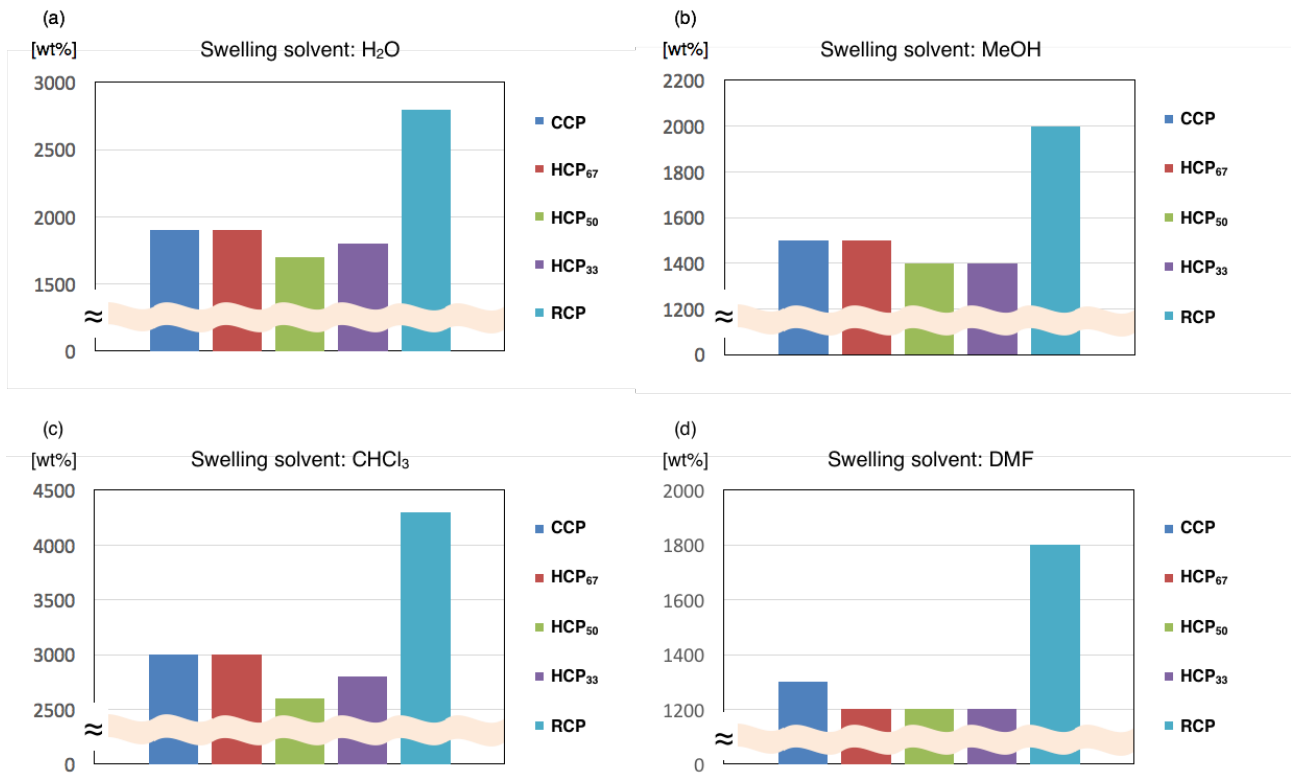 (a)
[wt%]
Swelling solvent: H₂O
3000
2500
2000
1500
≈
0
CCP
HCP₆₇
HCP₅₀
HCP₃₃
RCP
(b)
[wt%]
Swelling solvent: MeOH
2200
2000
1800
1600
1400
1200
≈
0
CCP
HCP₆₇
HCP₅₀
HCP₃₃
RCP
(c)
[wt%]
Swelling solvent: CHCl₃
4500
4000
3500
3000
2500
≈
0
CCP
HCP₆₇
HCP₅₀
HCP₃₃
RCP
(d)
[wt%]
Swelling solvent: DMF
2000
1800
1600
1400
1200
≈
0
CCP
HCP₆₇
HCP₅₀
HCP₃₃
RCP